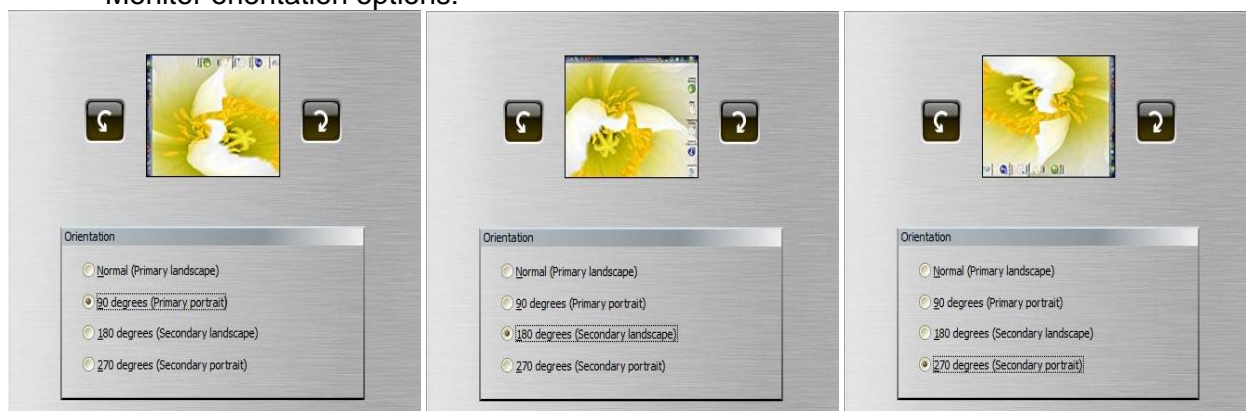 Monitor orientation options:
Orientation
Normal (Primary landscape)
90 degrees (Primary portrait)
180 degrees (Secondary landscape)
270 degrees (Secondary portrait)
Orientation
Normal (Primary landscape)
90 degrees (Primary portrait)
180 degrees (Secondary landscape)
270 degrees (Secondary portrait)
Orientation
Normal (Primary landscape)
90 degrees (Primary portrait)
180 degrees (Secondary landscape)
270 degrees (Secondary portrait)